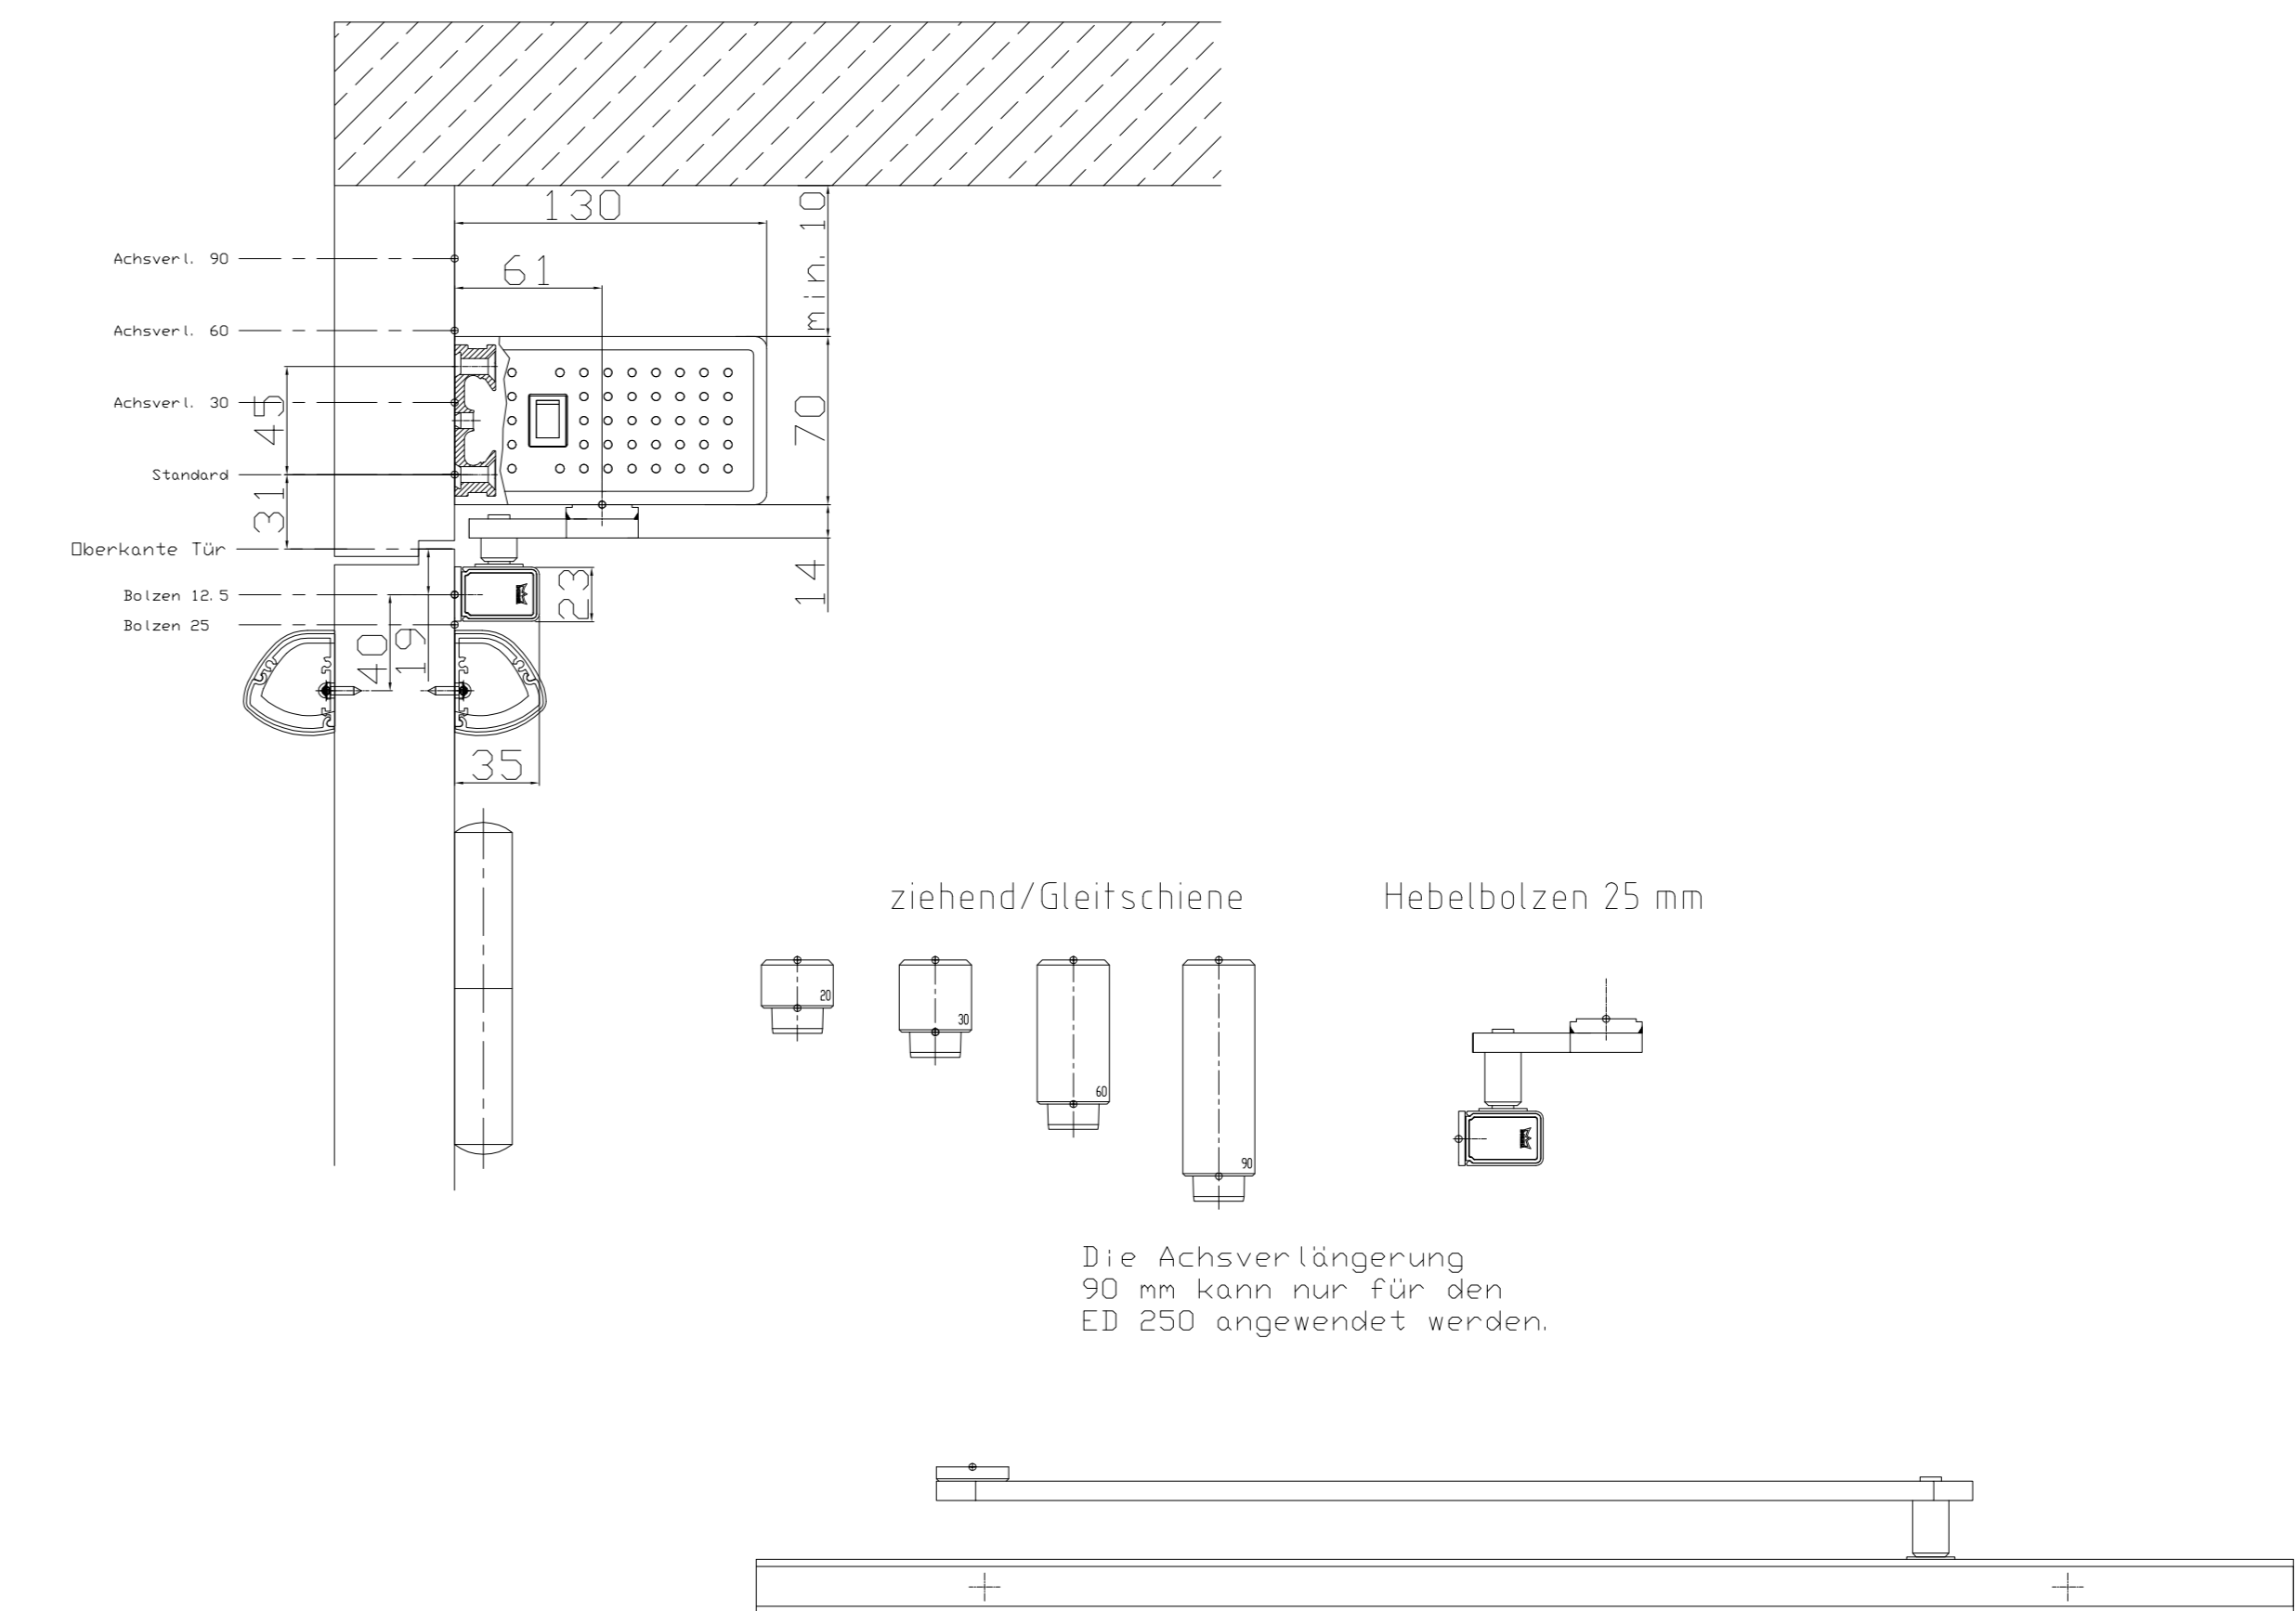 130
min. 10
Achsverl. 90
61
Achsverl. 60
Achsverl. 30
45
70
Standard
31
Oberkante Tür
14
23
Bolzen 12.5
Bolzen 25
40
19
35
ziehend/Gleitschiene
Hebelbolzen 25 mm
20
30
60
90
Die Achsverlängerung
90 mm kann nur für den
ED 250 angewendet werden.